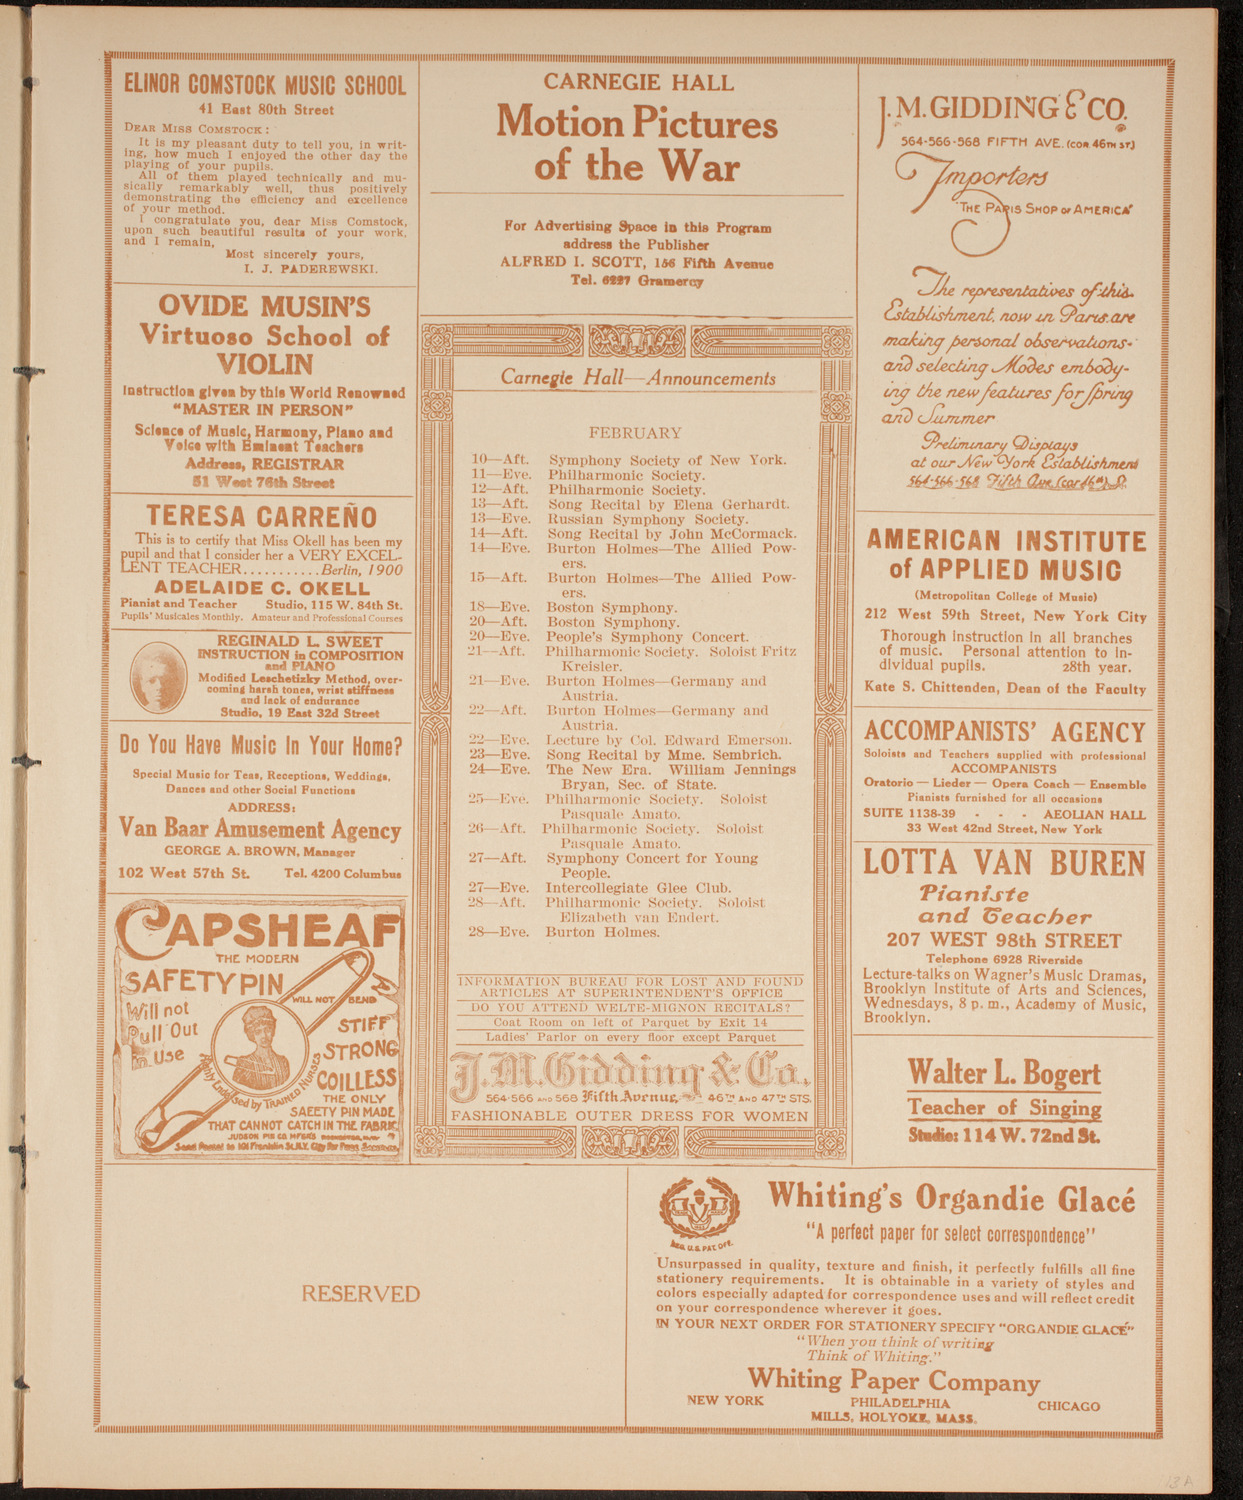 ELINOR COMSTOCK MUSIC SCHOOL
41 East 80th Street
DEAR MISS COMSTOCK:
It is my pleasant duty to tell you, in writ-
ing, how much I enjoyed the other day the
playing of your pupils.
All of them played technically and mu-
sically remarkably well, thus positively
demonstrating the efficiency and excellence
of your method.
I congratulate you, dear Miss Comstock,
upon such beautiful results of your work,
and I remain,
Most sincerely yours,
I. J. PADEREWSKI.
OVIDE MUSIN'S
Virtuoso School of
VIOLIN
Instruction given by this World Renowned
"MASTER IN PERSON"
Science of Music, Harmony, Piano and
Voice with Eminent Teachers
Address, REGISTRAR
51 West 76th Street
TERESA CARREÑO
This is to certify that Miss Okell has been my
pupil and that I consider her a VERY EXCEL-
LENT TEACHER...........Berlin, 1900
ADELAIDE C. OKELL
Pianist and Teacher Studio, 115 W. 84th St.
Pupils' Musicales Monthly. Amateur and Professional Courses
REGINALD L. SWEET
INSTRUCTION in COMPOSITION
and PIANO
Modified Leschetizky Method, over-
coming harsh tones, wrist stiffness
and lack of endurance
Studio, 19 East 32d Street
Do You Have Music In Your Home?
Special Music for Teas, Receptions, Weddings,
Dances and other Social Functions
ADDRESS:
Van Baar Amusement Agency
GEORGE A. BROWN, Manager
102 West 57th St. Tel. 4200 Columbus
CAPSHEAF
THE MODERN
SAFETY PIN
WILL NOT BEND
Will not
Pull Out
in Use
STIFF
STRONG
COILLESS
Highly Endorsed by TRAINED NURSES
THE ONLY
SAFETY PIN MADE
THAT CANNOT CATCH IN THE FABRIC.
JUDSON PIN CO. MFGRS.
Send Postal to 101 Franklin St. N.Y. City for Free
CARNEGIE HALL
Motion Pictures
of the War
For Advertising Space in this Program
address the Publisher
ALFRED I. SCOTT, 156 Fifth Avenue
Tel. 6227 Gramercy
Carnegie Hall—Announcements
FEBRUARY
10—Aft. Symphony Society of New York.
11—Eve. Philharmonic Society.
12—Aft. Philharmonic Society.
13—Aft. Song Recital by Elena Gerhardt.
13—Eve. Russian Symphony Society.
14—Aft. Song Recital by John McCormack.
14—Eve. Burton Holmes—The Allied Pow-
ers.
15—Aft. Burton Holmes—The Allied Pow-
ers.
18—Eve. Boston Symphony.
20—Aft. Boston Symphony.
20—Eve. People's Symphony Concert.
21—Aft. Philharmonic Society. Soloist Fritz
Kreisler.
21—Eve. Burton Holmes—Germany and
Austria.
22—Aft. Burton Holmes—Germany and
Austria.
22—Eve. Lecture by Col. Edward Emerson.
23—Eve. Song Recital by Mme. Sembrich.
24—Eve. The New Era. William Jennings
Bryan, Sec. of State.
25—Eve. Philharmonic Society. Soloist
Pasquale Amato.
26—Aft. Philharmonic Society. Soloist
Pasquale Amato.
27—Aft. Symphony Concert for Young
People.
27—Eve. Intercollegiate Glee Club.
28—Aft. Philharmonic Society. Soloist
Elizabeth van Endert.
28—Eve. Burton Holmes.
INFORMATION BUREAU FOR LOST AND FOUND
ARTICLES AT SUPERINTENDENT'S OFFICE
DO YOU ATTEND WELTE-MIGNON RECITALS?
Coat Room on left of Parquet by Exit 14
Ladies' Parlor on every floor except Parquet
J.M.Gidding & Co.
564-566 AND 568 Fifth Avenue 46TH AND 47TH STS.
FASHIONABLE OUTER DRESS FOR WOMEN
J.M.GIDDING & CO.
564-566-568 FIFTH AVE. (COR. 46TH ST.)
Importers
"THE PARIS SHOP OF AMERICA"
The representatives of this
Establishment, now in Paris are
making personal observations
and selecting Modes embody-
ing the new features for Spring
and Summer
Preliminary Displays
at our New York Establishment
564-566-568 Fifth Ave. (cor 46th) St.
AMERICAN INSTITUTE
of APPLIED MUSIC
(Metropolitan College of Music)
212 West 59th Street, New York City
Thorough instruction in all branches
of music. Personal attention to in-
dividual pupils. 28th year.
Kate S. Chittenden, Dean of the Faculty
ACCOMPANISTS' AGENCY
Soloists and Teachers supplied with professional
ACCOMPANISTS
Oratorio — Lieder — Opera Coach — Ensemble
Pianists furnished for all occasions
SUITE 1138-39 - - - AEOLIAN HALL
33 West 42nd Street, New York
LOTTA VAN BUREN
Pianiste
and Teacher
207 WEST 98th STREET
Telephone 6928 Riverside
Lecture-talks on Wagner's Music Dramas,
Brooklyn Institute of Arts and Sciences,
Wednesdays, 8 p. m., Academy of Music,
Brooklyn.
Walter L. Bogert
Teacher of Singing
Studio: 114 W. 72nd St.
RESERVED
REG. U.S. PAT. OFF.
Whiting's Organdie Glacé
"A perfect paper for select correspondence"
Unsurpassed in quality, texture and finish, it perfectly fulfills all fine
stationery requirements. It is obtainable in a variety of styles and
colors especially adapted for correspondence uses and will reflect credit
on your correspondence wherever it goes.
IN YOUR NEXT ORDER FOR STATIONERY SPECIFY "ORGANDIE GLACÉ"
"When you think of writing
Think of Whiting."
Whiting Paper Company
NEW YORK PHILADELPHIA CHICAGO
MILLS, HOLYOKE, MASS.
13A